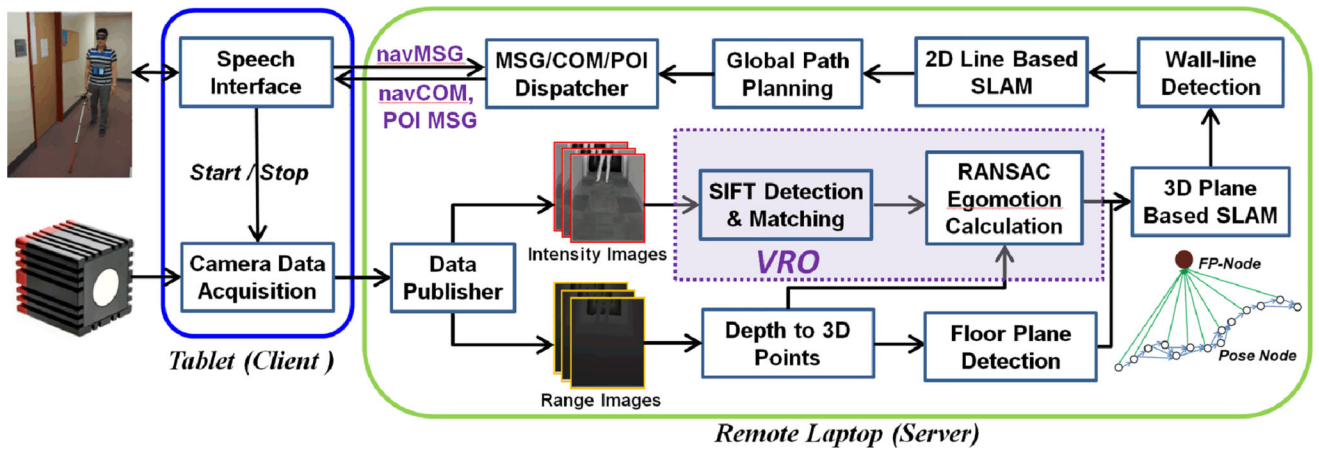 Speech
Interface
navMSG
navCOM,
POI MSG
MSG/COM/POI
Dispatcher
Global Path
Planning
2D Line Based
SLAM
Wall-line
Detection
Start / Stop
Camera Data
Acquisition
Tablet (Client )
Data
Publisher
Intensity Images
Range Images
SIFT Detection
& Matching
RANSAC
Egomotion
Calculation
VRO
3D Plane
Based SLAM
Depth to 3D
Points
Floor Plane
Detection
FP-Node
Pose Node
Remote Laptop (Server)